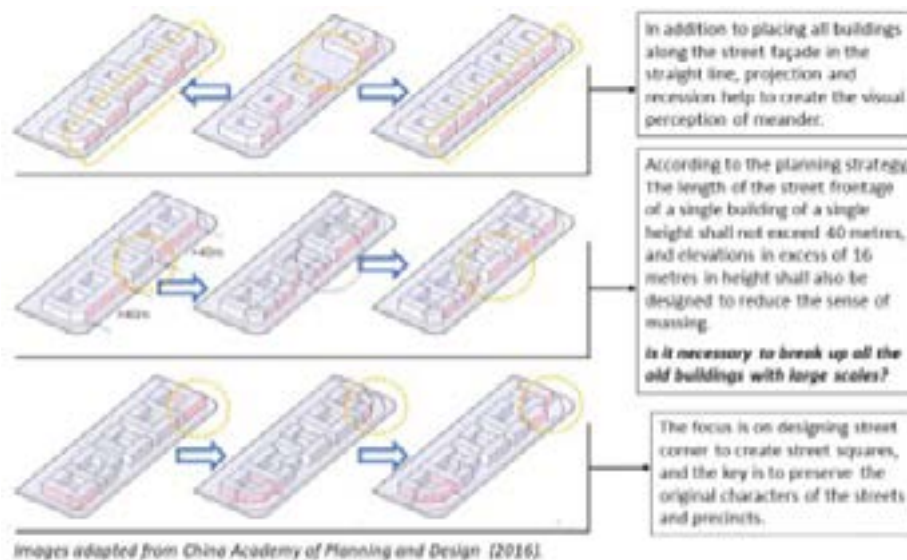 In addition to placing all buildings
along the street façade in the
straight line, projection and
recession help to create the visual
perception of meander.
According to the planning strategy,
The length of the street frontage
of a single building of a single
height shall not exceed 40 metres,
and elevations in excess of 16
metres in height shall also be
designed to reduce the sense of
massing.
Is it necessary to break up all the
old buildings with large scales?
>40m
>40m
The focus is on designing street
corner to create street squares,
and the key is to preserve the
original characters of the streets
and precincts.
Images adapted from China Academy of Planning and Design (2016).